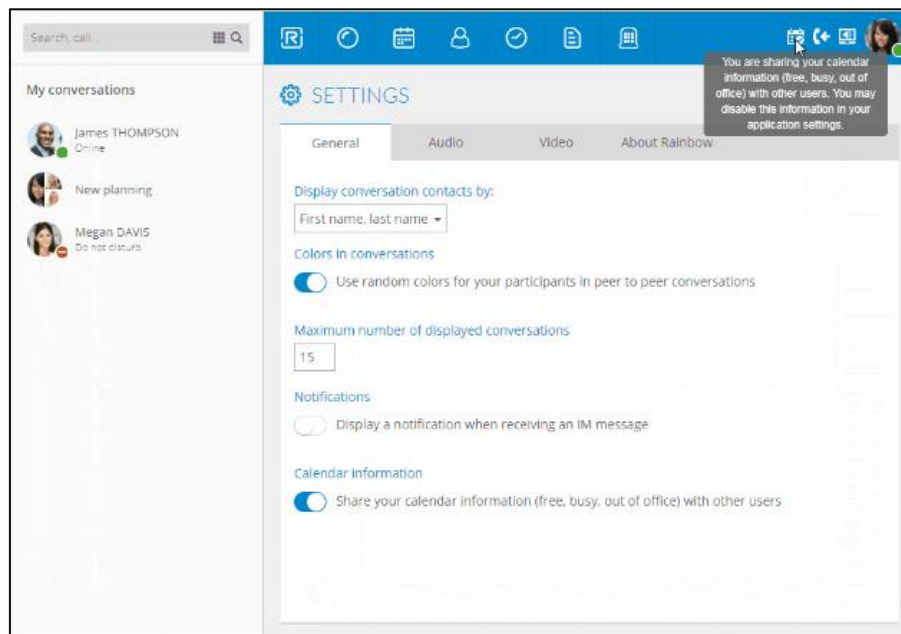 Search, call...
My conversations
James THOMPSON
Online
New planning
Megan DAVIS
Do not disturb
You are sharing your calendar
information (free, busy, out of
office) with other users. You may
disable this information in your
application settings.
SETTINGS
General Audio Video About Rainbow
Display conversation contacts by:
First name, last name
Colors in conversations
Use random colors for your participants in peer to peer conversations
Maximum number of displayed conversations
15
Notifications
Display a notification when receiving an IM message
Calendar Information
Share your calendar information (free, busy, out of office) with other users